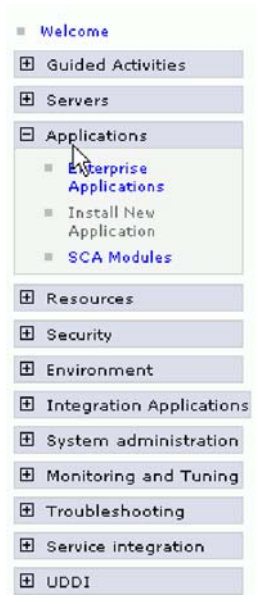 Welcome
Guided Activities
Servers
Applications
Enterprise
Applications
Install New
Application
SCA Modules
Resources
Security
Environment
Integration Applications
System administration
Monitoring and Tuning
Troubleshooting
Service integration
UDDI